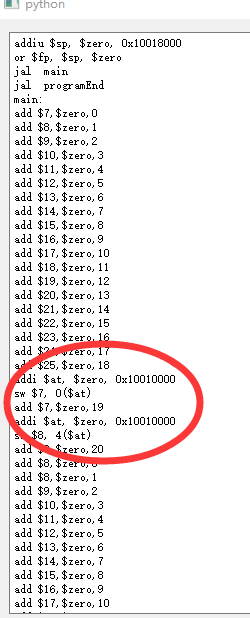 python
addiu $sp, $zero, 0x10018000
or $fp, $sp, $zero
jal  main
jal  programEnd
main:
add $7,$zero,0
add $8,$zero,1
add $9,$zero,2
add $10,$zero,3
add $11,$zero,4
add $12,$zero,5
add $13,$zero,6
add $14,$zero,7
add $15,$zero,8
add $16,$zero,9
add $17,$zero,10
add $18,$zero,11
add $19,$zero,12
add $20,$zero,13
add $21,$zero,14
add $22,$zero,15
add $23,$zero,16
add $24,$zero,17
add $25,$zero,18
addi $at, $zero, 0x10010000
sw $7, 0($at)
add $7,$zero,19
addi $at, $zero, 0x10010000
sw $8, 4($at)
add $8,$zero,20
add $8,$zero,0
add $8,$zero,1
add $9,$zero,2
add $10,$zero,3
add $11,$zero,4
add $12,$zero,5
add $13,$zero,6
add $14,$zero,7
add $15,$zero,8
add $16,$zero,9
add $17,$zero,10